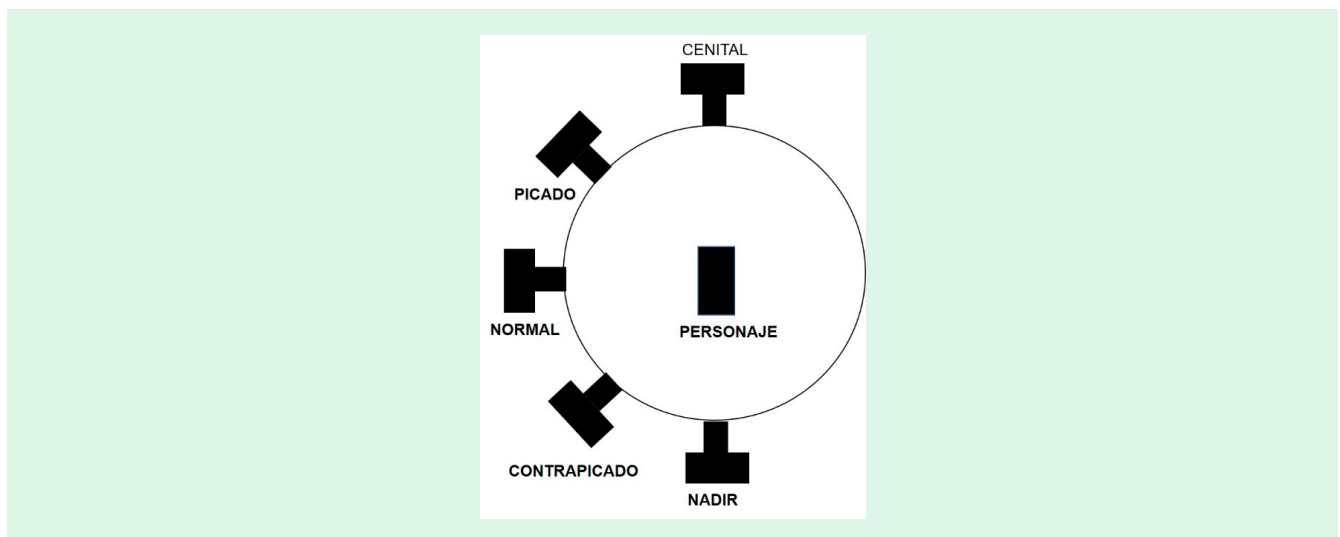 CENITAL
PICADO
NORMAL
PERSONAJE
CONTRAPICADO
NADIR